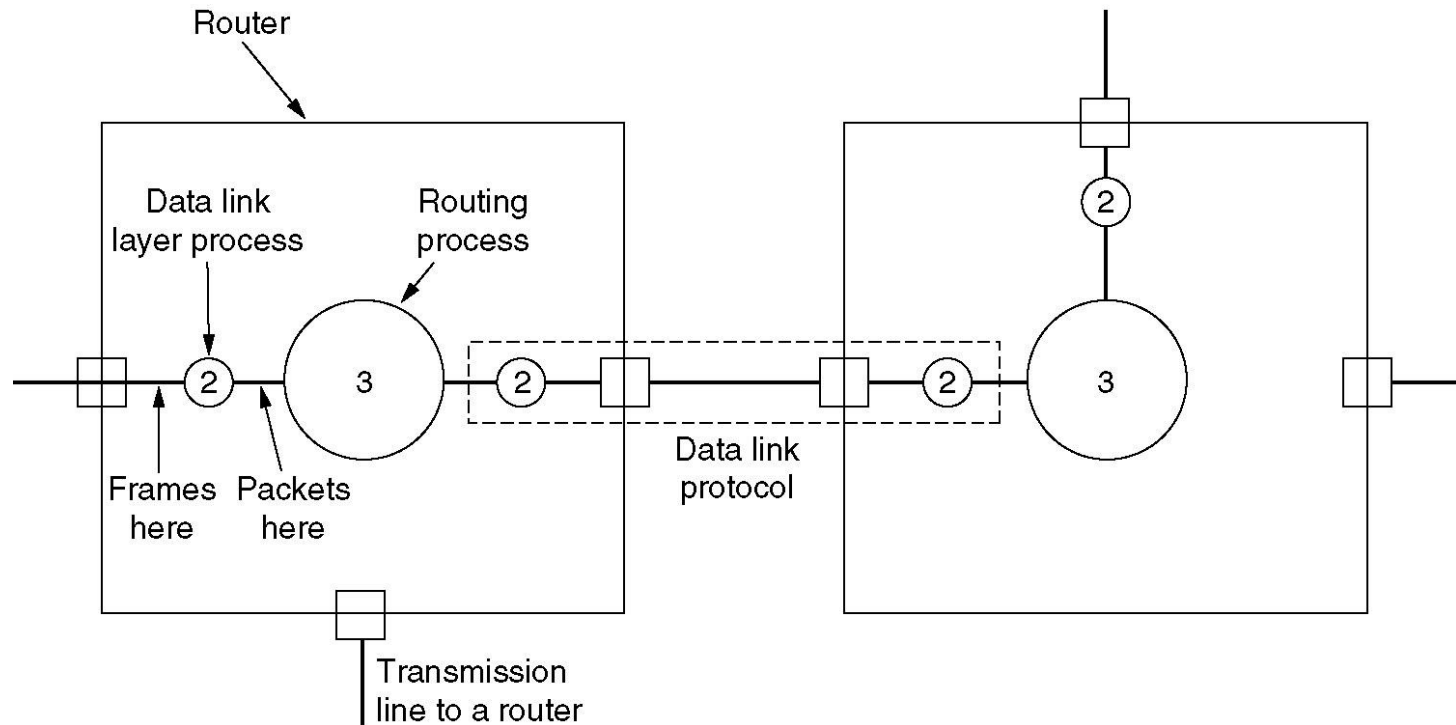 Router
Data link
layer process
Routing
process
2
2
3
2
2
3
Frames
here
Packets
here
Data link
protocol
Transmission
line to a router